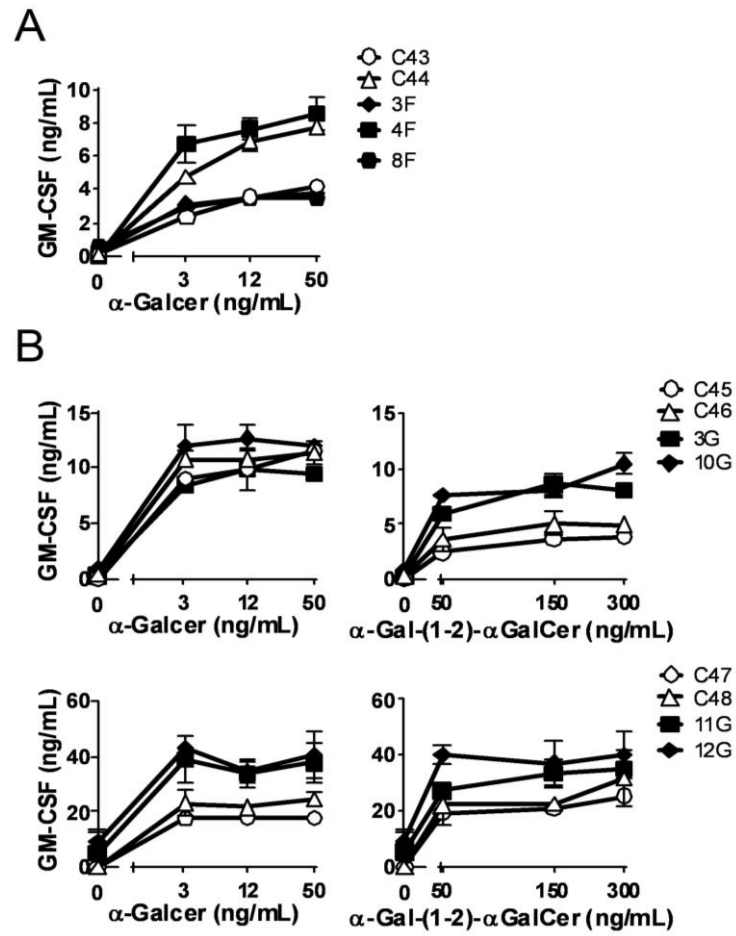 A
C43
C44
3F
4F
8F
10
8
6
4
2
0
GM-CSF (ng/mL)
0 3 12 50
α-Galcer (ng/mL)
B
15
10
5
0
GM-CSF (ng/mL)
0 3 12 50
α-Galcer (ng/mL)
15
10
5
0
0 50 150 300
α-Gal-(1-2)-αGalCer (ng/mL)
C45
C46
3G
10G
60
40
20
0
GM-CSF (ng/mL)
0 3 12 50
α-Galcer (ng/mL)
60
40
20
0
0 50 150 300
α-Gal-(1-2)-αGalCer (ng/mL)
C47
C48
11G
12G